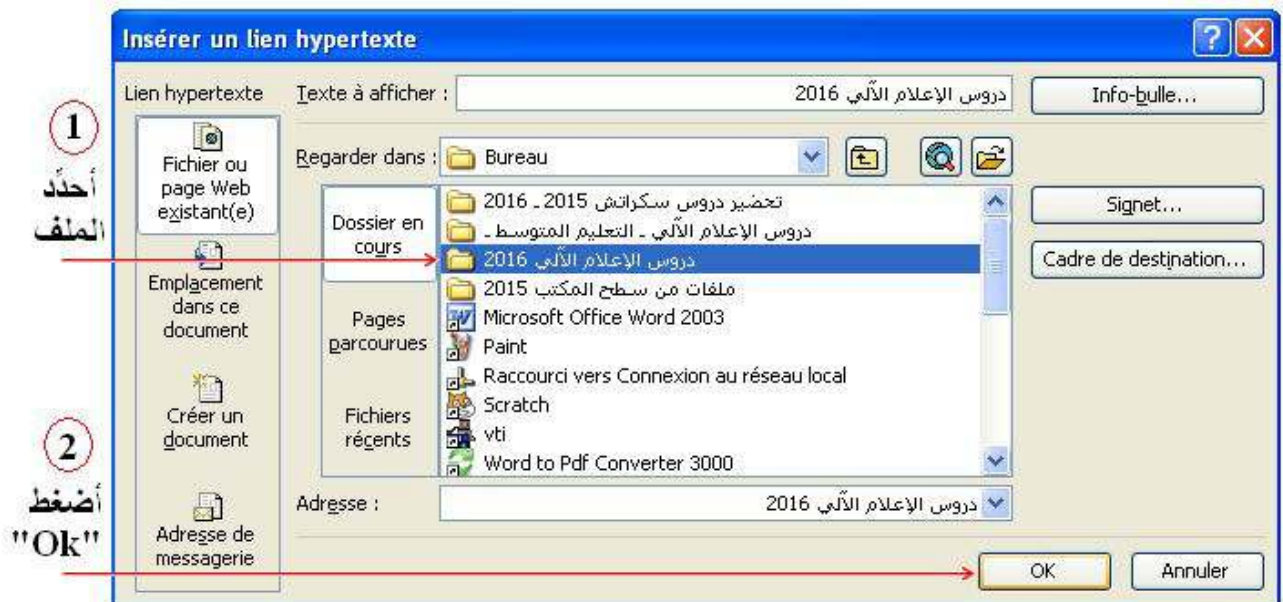 Insérer un lien hypertexte
Lien hypertexte
Texte à afficher :
دروس الإعلام الآلي 2016
Info-bulle...
1
أحدِّد
الملف
Fichier ou
page Web
existant(e)
Emplacement
dans ce
document
Créer un
document
Adresse de
messagerie
Regarder dans :
Bureau
Dossier en
cours
Pages
parcourues
Fichiers
récents
تحضير دروس سكراتش 2015 ـ 2016
دروس الإعلام الآلي ـ التعليم المتوسط ـ
دروس الإعلام الآلي 2016
ملفات من سطح المكتب 2015
Microsoft Office Word 2003
Paint
Raccourci vers Connexion au réseau local
Scratch
vti
Word to Pdf Converter 3000
Signet...
Cadre de destination...
Adresse :
دروس الإعلام الآلي 2016
2
أضغط
"Ok"
OK
Annuler